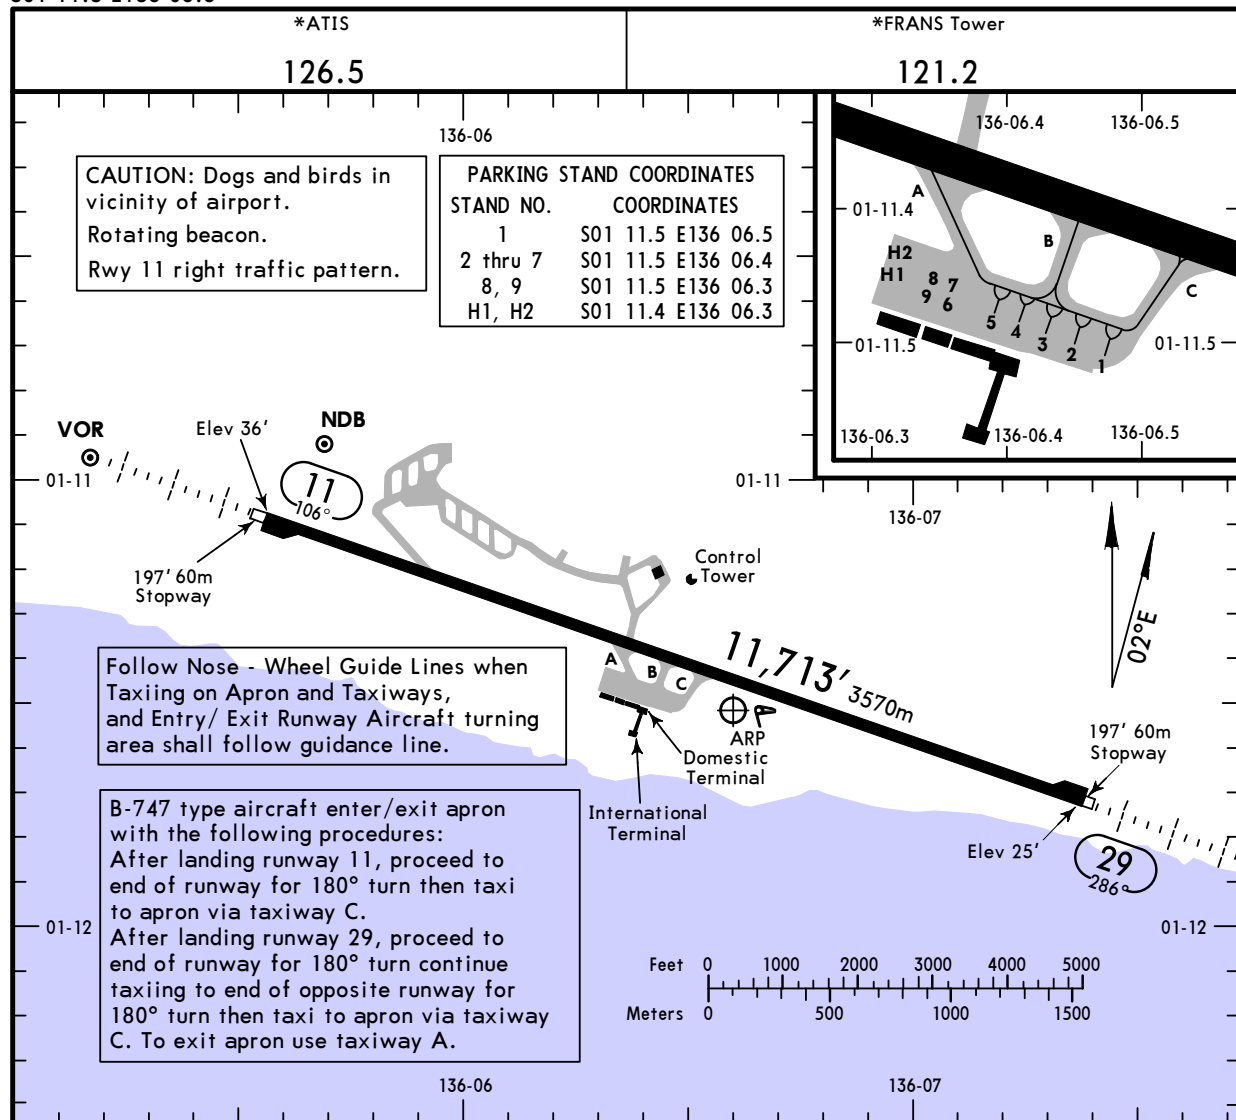 *ATIS
126.5
*FRANS Tower
121.2
136-06
CAUTION: Dogs and birds in
vicinity of airport.
Rotating beacon.
Rwy 11 right traffic pattern.
PARKING STAND COORDINATES
STAND NO. COORDINATES
1 S01 11.5 E136 06.5
2 thru 7 S01 11.5 E136 06.4
8, 9 S01 11.5 E136 06.3
H1, H2 S01 11.4 E136 06.3
136-06.4 136-06.5
A
01-11.4
B
H2
H1
8 7
9 6
C
5 4 3 2 1
01-11.5 01-11.5
136-06.3 136-06.4 136-06.5
VOR
Elev 36'
NDB
01-11
01-11
11
106°
136-07
197' 60m
Stopway
Control
Tower
02°E
11,713' 3570m
A B C
Follow Nose - Wheel Guide Lines when
Taxiing on Apron and Taxiways,
and Entry/ Exit Runway Aircraft turning
area shall follow guidance line.
ARP
Domestic
Terminal
International
Terminal
197' 60m
Stopway
Elev 25'
29
286°
B-747 type aircraft enter/exit apron
with the following procedures:
After landing runway 11, proceed to
end of runway for 180° turn then taxi
to apron via taxiway C.
After landing runway 29, proceed to
end of runway for 180° turn continue
taxiing to end of opposite runway for
180° turn then taxi to apron via taxiway
C. To exit apron use taxiway A.
01-12
01-12
Feet 0 1000 2000 3000 4000 5000
Meters 0 500 1000 1500
136-06
136-07